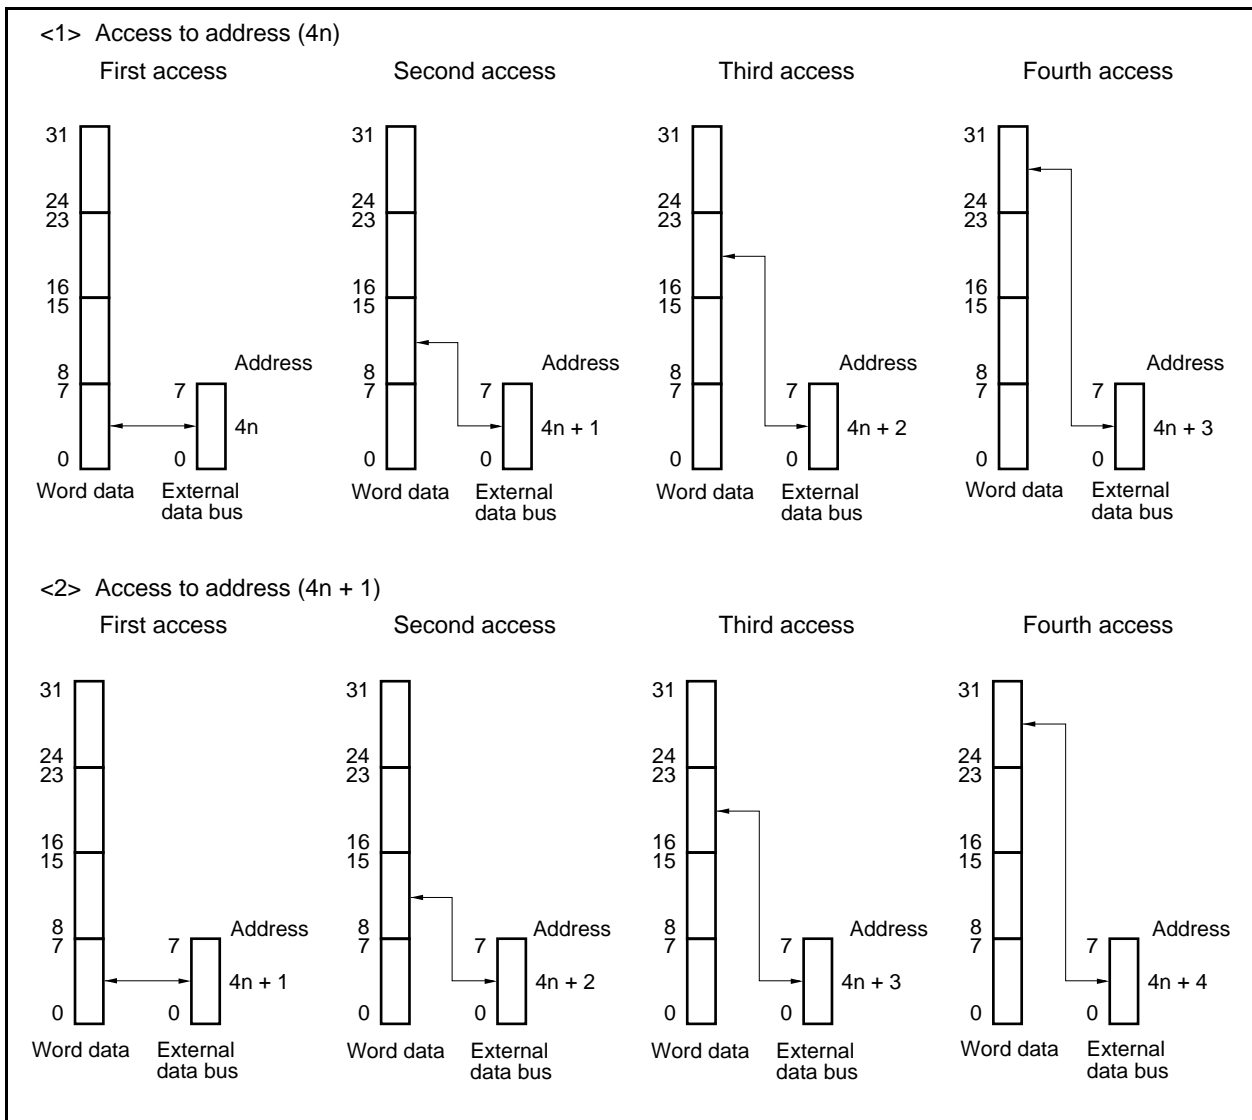 <1> Access to address (4n)
First access Second access Third access Fourth access
31 31 31 31
24 24 24 24
23 23 23 23
16 16 16 16
15 15 15 15
Address Address Address Address
8 8 8 8
7 7 7 7 7 7 7 7
4n 4n + 1 4n + 2 4n + 3
0 0 0 0 0 0 0 0
Word data External Word data External Word data External Word data External
data bus data bus data bus data bus
<2> Access to address (4n + 1)
First access Second access Third access Fourth access
31 31 31 31
24 24 24 24
23 23 23 23
16 16 16 16
15 15 15 15
8 Address 8 Address 8 Address 8 Address
7 7 7 7 7 7 7 7
4n + 1 4n + 2 4n + 3 4n + 4
0 0 0 0 0 0 0 0
Word data External Word data External Word data External Word data External
data bus data bus data bus data bus